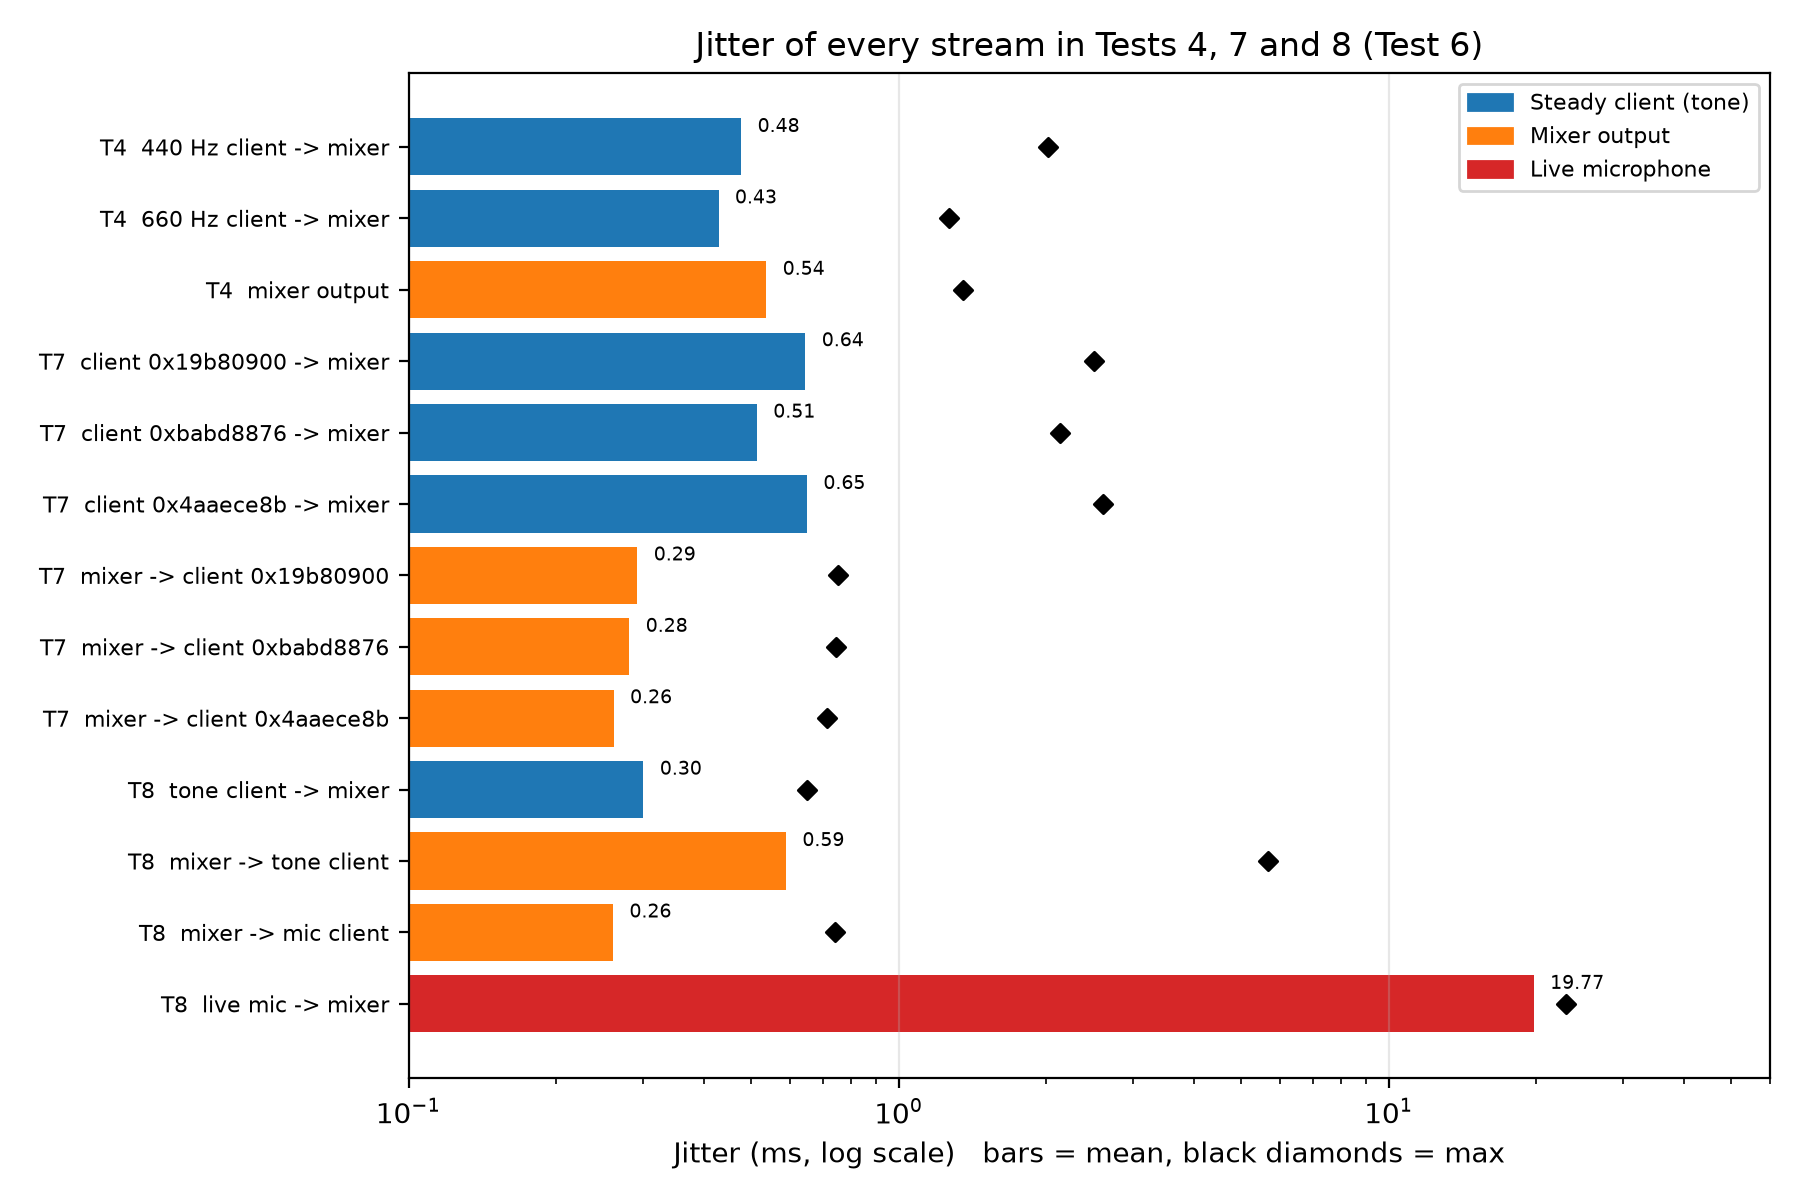 Jitter of every stream in Tests 4, 7 and 8 (Test 6)
Steady client (tone)
Mixer output
Live microphone
T4  440 Hz client -> mixer
0.48
T4  660 Hz client -> mixer
0.43
T4  mixer output
0.54
T7  client 0x19b80900 -> mixer
0.64
T7  client 0xbabd8876 -> mixer
0.51
T7  client 0x4aaece8b -> mixer
0.65
T7  mixer -> client 0x19b80900
0.29
T7  mixer -> client 0xbabd8876
0.28
T7  mixer -> client 0x4aaece8b
0.26
T8  tone client -> mixer
0.30
T8  mixer -> tone client
0.59
T8  mixer -> mic client
0.26
T8  live mic -> mixer
19.77
10⁻¹ 10⁰ 10¹
Jitter (ms, log scale)   bars = mean, black diamonds = max